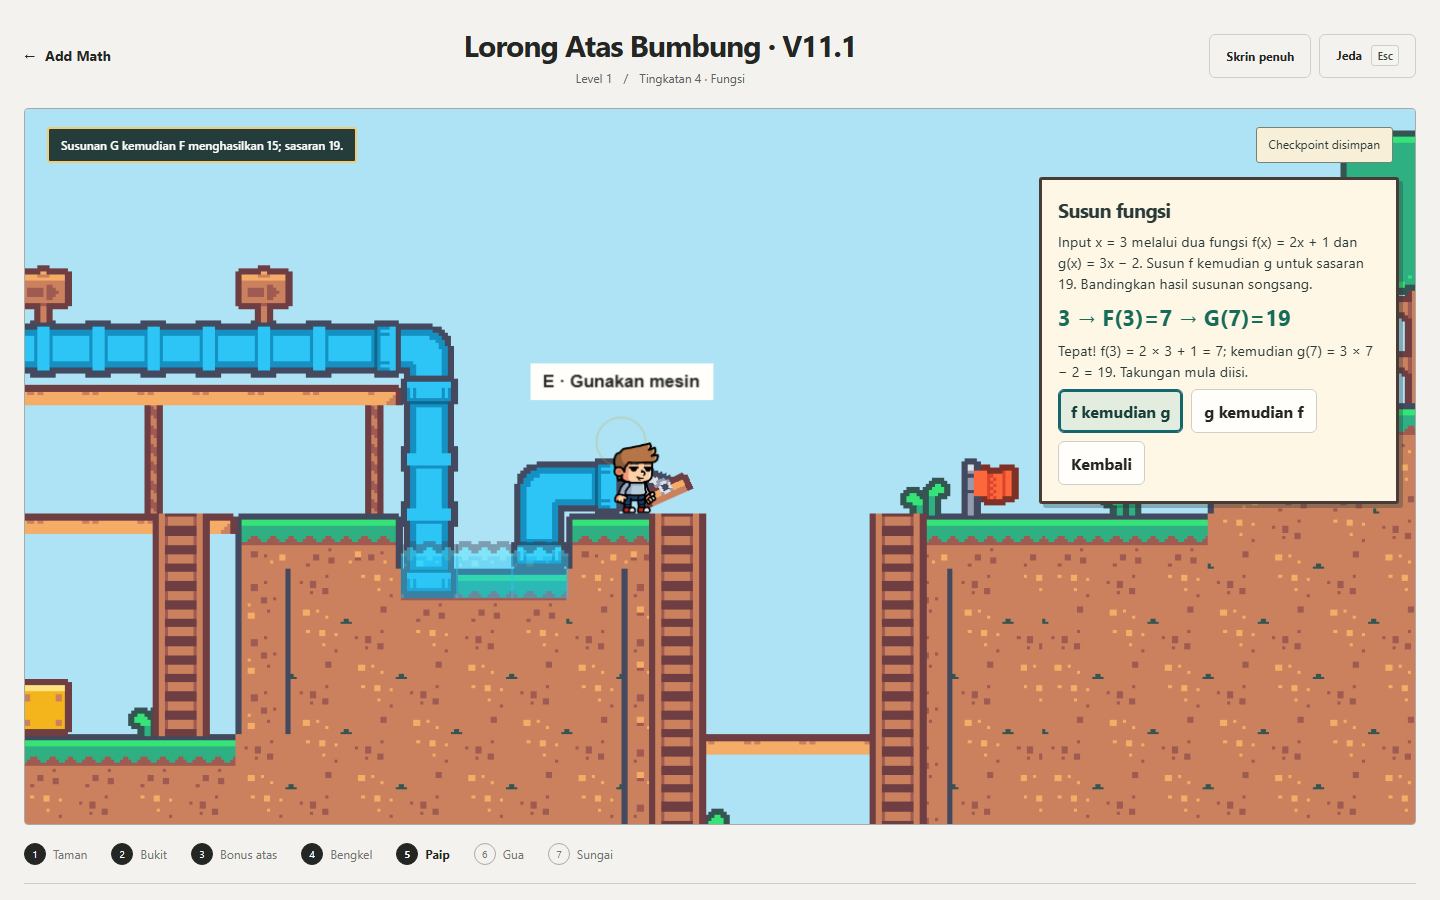 ← Add Math
Lorong Atas Bumbung · V11.1
Level 1 / Tingkatan 4 · Fungsi
Skrin penuh
Jeda Esc
Susunan G kemudian F menghasilkan 15; sasaran 19.
Checkpoint disimpan
Susun fungsi
Input x = 3 melalui dua fungsi f(x) = 2x + 1 dan
g(x) = 3x − 2. Susun f kemudian g untuk sasaran
19. Bandingkan hasil susunan songsang.
3 → F(3)=7 → G(7)=19
Tepat! f(3) = 2 × 3 + 1 = 7; kemudian g(7) = 3 × 7
− 2 = 19. Takungan mula diisi.
f kemudian g
g kemudian f
Kembali
E · Gunakan mesin
1 Taman
2 Bukit
3 Bonus atas
4 Bengkel
5 Paip
6 Gua
7 Sungai